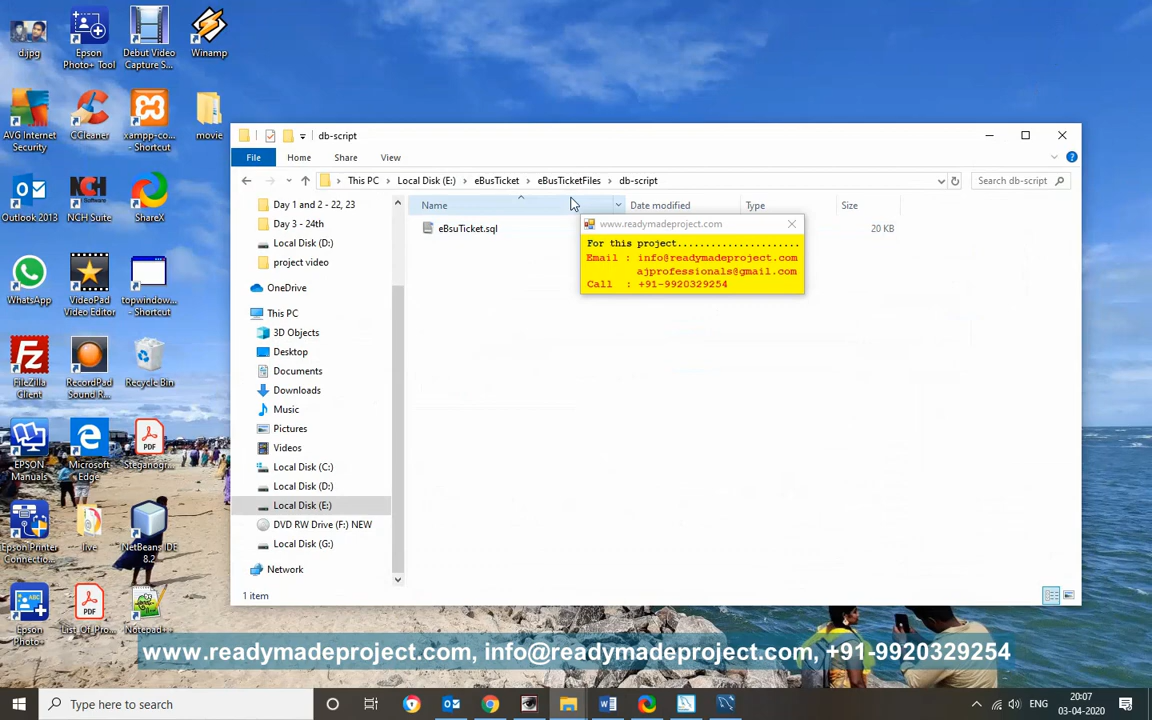 d.jpg
Epson
Photo+ Tool
Debut Video
Capture S...
Winamp
AVG Internet
Security
CCleaner
xampp-co...
- Shortcut
movie
Outlook 2013
NCH Suite
ShareX
WhatsApp
VideoPad
Video Editor
topwindow...
- Shortcut
FileZilla
Client
RecordPad
Sound R...
Recycle Bin
EPSON
Manuals
Microsoft
Edge
PDF
Steganogr...
Epson Printer
Connectio...
live
NetBeans IDE
8.2
Epson
Photo+
PDF
List_Of_Pro...
Notepad++
db-script
File
Home
Share
View
This PC > Local Disk (E:) > eBusTicket > eBusTicketFiles > db-script
Search db-script
Day 1 and 2 - 22, 23
Day 3 - 24th
Local Disk (D:)
project video
OneDrive
This PC
3D Objects
Desktop
Documents
Downloads
Music
Pictures
Videos
Local Disk (C:)
Local Disk (D:)
Local Disk (E:)
DVD RW Drive (F:) NEW
Local Disk (G:)
Network
Name
Date modified
Type
Size
eBsuTicket.sql
20 KB
www.readymadeproject.com
For this project......................
Email : info@readymadeproject.com
ajprofessionals@gmail.com
Call : +91-9920329254
1 item
www.readymadeproject.com, info@readymadeproject.com, +91-9920329254
Type here to search
ENG
20:07
03-04-2020